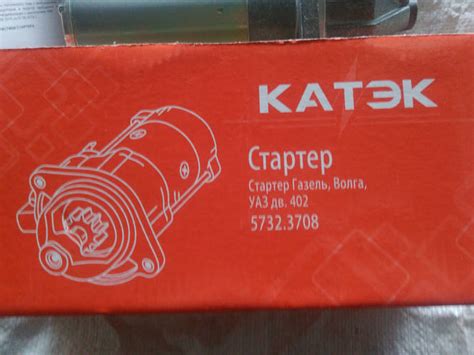 КАТЭК
Стартер
Стартер Газель, Волга,
УАЗ дв. 402
5732.3708